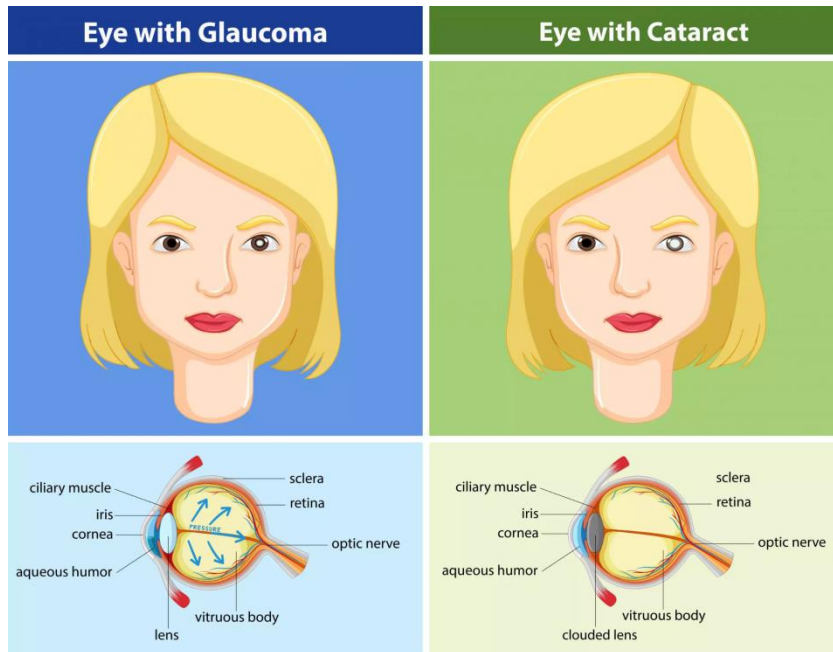 Eye with Glaucoma
Eye with Cataract
ciliary muscle
iris
cornea
aqueous humor
lens
vitruous body
optic nerve
retina
sclera
PRESSURE
ciliary muscle
iris
cornea
aqueous humor
clouded lens
vitruous body
optic nerve
retina
sclera